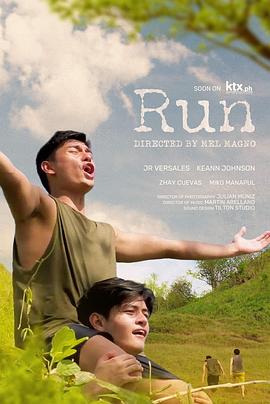 SOON ON ktx.ph
Run
DIRECTED BY MEL MAGNO
JR VERSALES KEANN JOHNSON
ZHAY CUEVAS MIKO MANAPUL
DIRECTOR OF PHOTOGRAPHY JULIAN MUÑOZ
DIRECTOR OF MUSIC MARTIN ARELLANO
SOUND DESIGN TILTON STUDIO